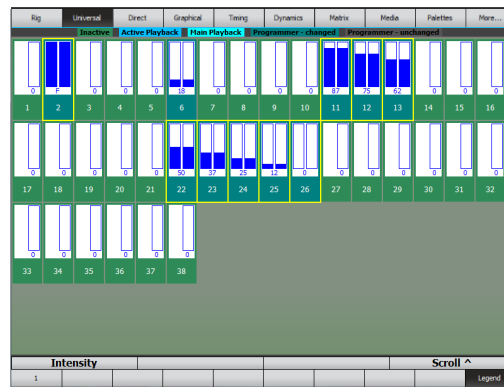 Rig Universal Direct Graphical Timing Dynamics Matrix Media Palettes More...
Inactive Active Playback Main Playback Programmer - changed Programmer - unchanged
0 F 0 0 0 18 0 0 0 0 87 75 62 0 0 0
1 2 3 4 5 6 7 8 9 10 11 12 13 14 15 16
0 0 0 0 0 50 37 25 12 0 0 0 0 0 0 0
17 18 19 20 21 22 23 24 25 26 27 28 29 30 31 32
0 0 0 0 0 0
33 34 35 36 37 38
Intensity Scroll ^
1 Legend